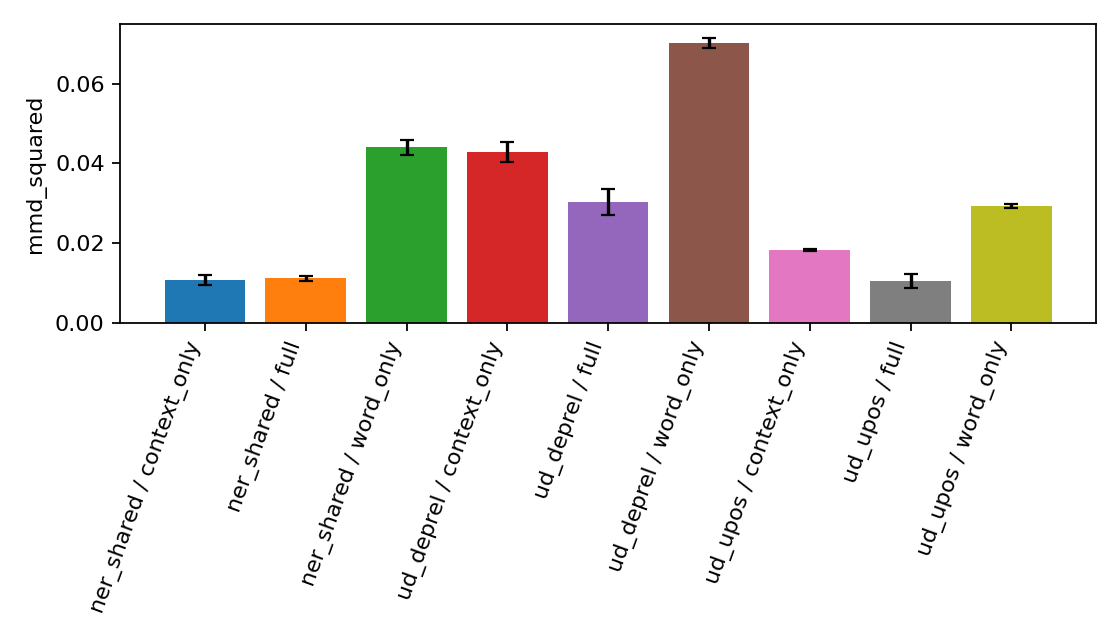 mmd_squared
0.06
0.04
0.02
0.00
ner_shared / context_only
ner_shared / full
ner_shared / word_only
ud_deprel / context_only
ud_deprel / full
ud_deprel / word_only
ud_upos / context_only
ud_upos / full
ud_upos / word_only